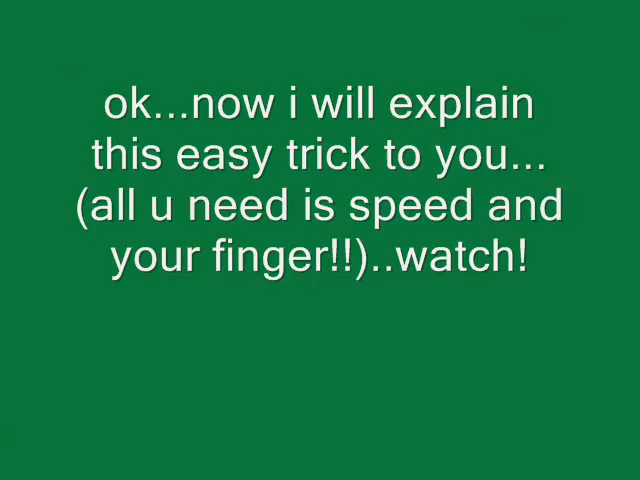 ok...now i will explain
this easy trick to you...
(all u need is speed and
your finger!!)..watch!